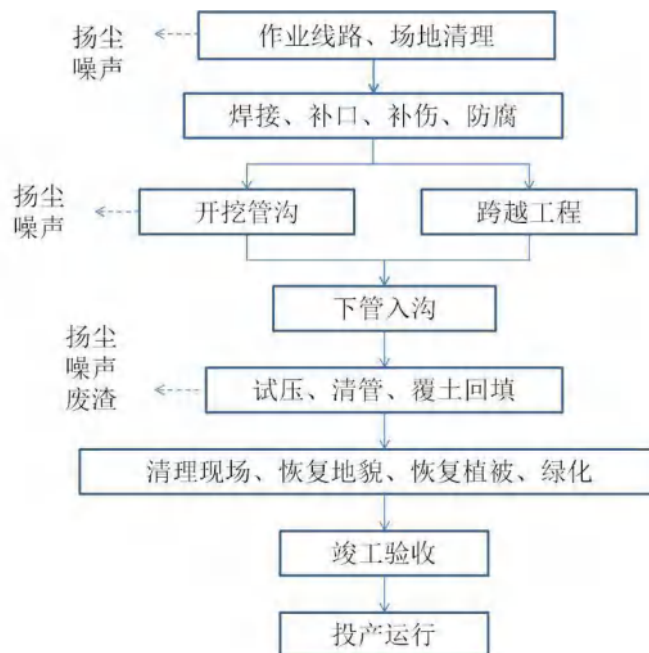 扬尘
噪声
作业线路、场地清理
焊接、补口、补伤、防腐
扬尘
噪声
开挖管沟
跨越工程
下管入沟
扬尘
噪声
废渣
试压、清管、覆土回填
清理现场、恢复地貌、恢复植被、绿化
竣工验收
投产运行